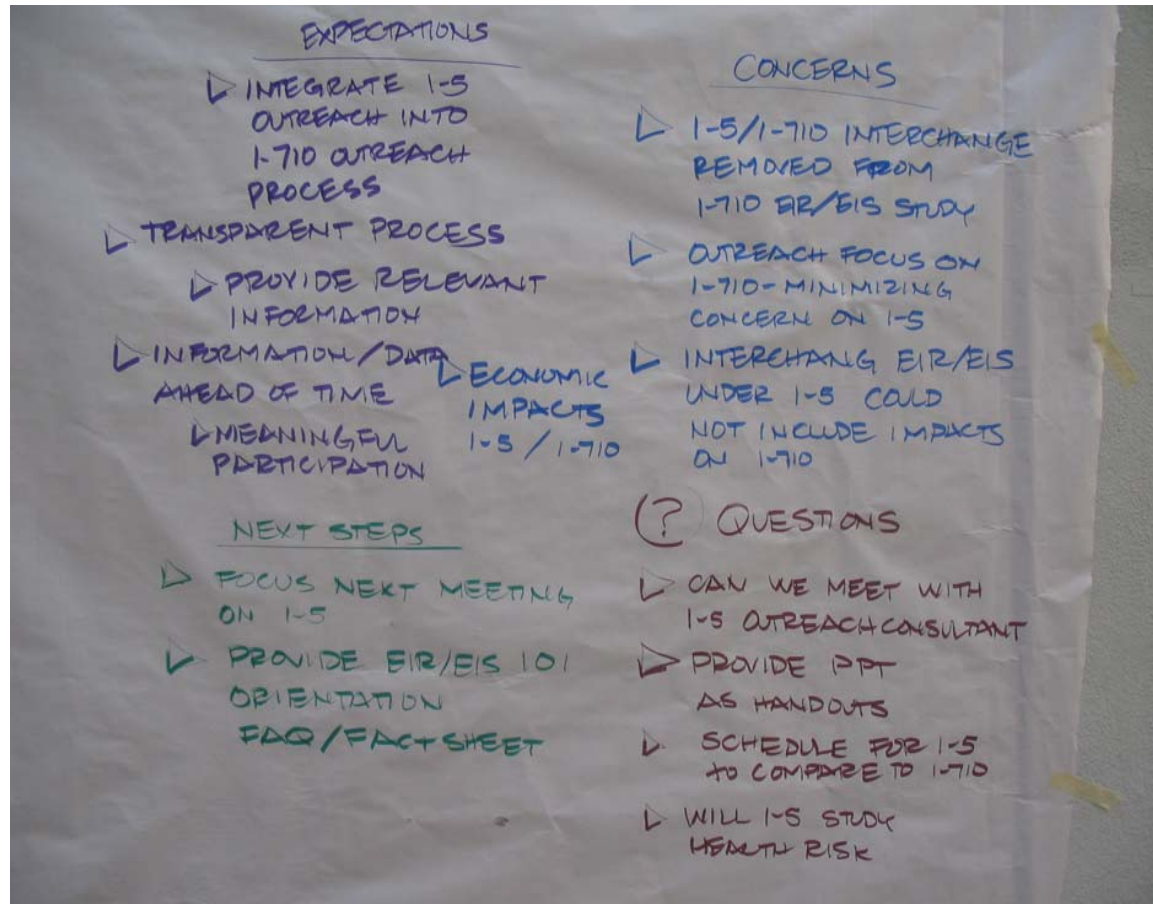 EXPECTATIONS
INTEGRATE I-5
OUTREACH INTO
I-710 OUTREACH
PROCESS
TRANSPARENT PROCESS
PROVIDE RELEVANT
INFORMATION
INFORMATION/DATA
AHEAD OF TIME
MEANINGFUL
PARTICIPATION
CONCERNS
I-5/I-710 INTERCHANGE
REMOVED FROM
I-710 EIR/EIS STUDY
OUTREACH FOCUS ON
I-710-MINIMIZING
CONCERN ON I-5
INTERCHANG EIR/EIS
UNDER I-5 COULD
NOT INCLUDE IMPACTS
ON I-710
ECONOMIC
IMPACTS
I-5 / I-710
NEXT STEPS
FOCUS NEXT MEETING
ON I-5
PROVIDE EIR/EIS 101
ORIENTATION
FAQ/FACT SHEET
(? QUESTIONS
CAN WE MEET WITH
I-5 OUTREACH CONSULTANT
PROVIDE PPT
AS HANDOUTS
SCHEDULE FOR I-5
TO COMPARE TO I-710
WILL I-5 STUDY
HEALTH RISK